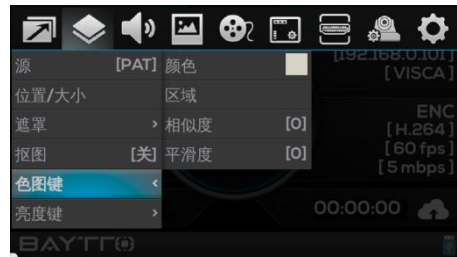 源 [PAT]
位置/大小
遮罩 ›
抠图 [关]
色图键 ‹
亮度键 ›
颜色
区域
相似度 [0]
平滑度 [0]
[192.168.0.101]
[VISCA]
ENC
[H.264]
[60 fps]
[5 mbps]
00:00:00
BAYTTO